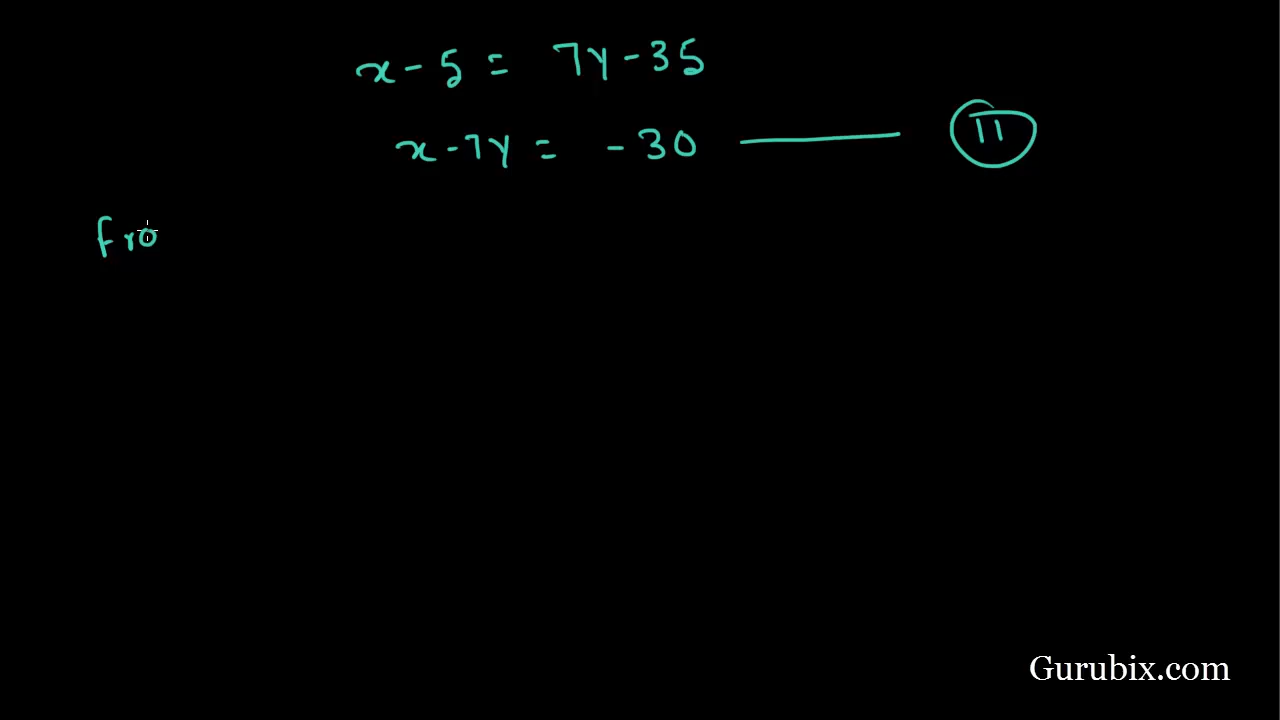 x - 5 = 7y - 35
x - 7y = - 30 ——— II
fro
Gurubix.com